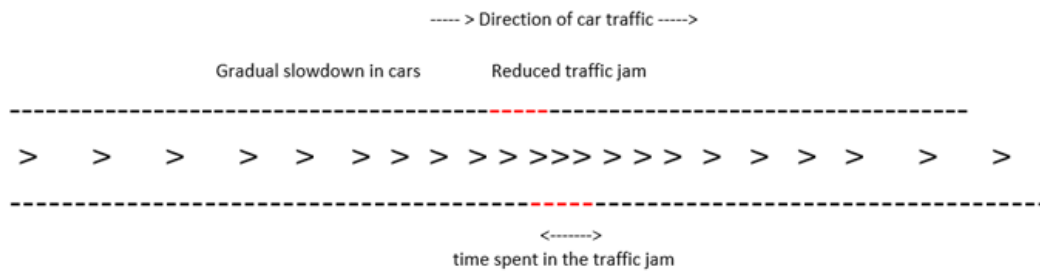 ----- > Direction of car traffic ----->
Gradual slowdown in cars Reduced traffic jam
--------------------------------------------------------------------------------
> > > > > > > > > > >>> > > > > > > > > >
--------------------------------------------------------------------------------------
<------->
time spent in the traffic jam